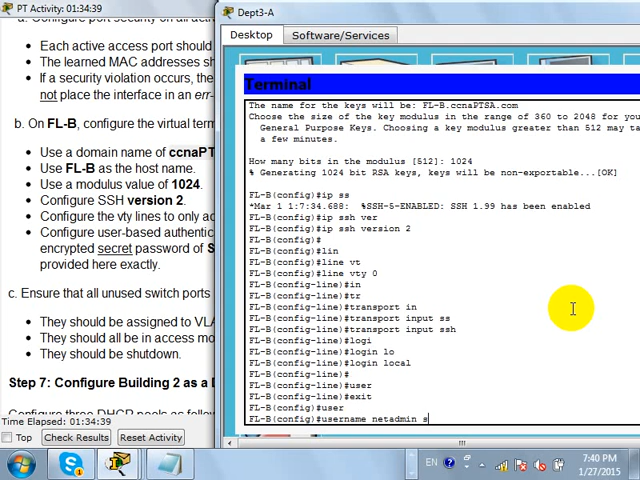 PT Activity: 01:34:39
a. Configure port security on all acti
Each active access port should
The learned MAC addresses sh
If a security violation occurs, the
not place the interface in an err-
b. On FL-B, configure the virtual term
Use a domain name of ccnaPT
Use FL-B as the host name.
Use a modulus value of 1024.
Configure SSH version 2.
Configure the vty lines to only ac
Configure user-based authentic
encrypted secret password of S
provided here exactly.
c. Ensure that all unused switch ports
They should be assigned to VLA
They should all be in access mo
They should be shutdown.
Step 7: Configure Building 2 as a D
Configure three DHCP pools as follow
Time Elapsed: 01:34:39
Top
Check Results
Reset Activity
Dept3-A
Desktop
Software/Services
Terminal
The name for the keys will be: FL-B.ccnaPTSA.com
Choose the size of the key modulus in the range of 360 to 2048 for you
General Purpose Keys. Choosing a key modulus greater than 512 may ta
a few minutes.
How many bits in the modulus [512]: 1024
% Generating 1024 bit RSA keys, keys will be non-exportable...[OK]
FL-B(config)#ip ss
*Mar 1 1:7:34.688: %SSH-5-ENABLED: SSH 1.99 has been enabled
FL-B(config)#ip ssh ver
FL-B(config)#ip ssh version 2
FL-B(config)#
FL-B(config)#lin
FL-B(config)#line vt
FL-B(config)#line vty 0
FL-B(config-line)#in
FL-B(config-line)#tr
FL-B(config-line)#transport in
FL-B(config-line)#transport input ss
FL-B(config-line)#transport input ssh
FL-B(config-line)#logi
FL-B(config-line)#login lo
FL-B(config-line)#login local
FL-B(config-line)#
FL-B(config-line)#user
FL-B(config-line)#exit
FL-B(config)#user
FL-B(config)#username netadmin s
EN
7:40 PM
1/27/2015